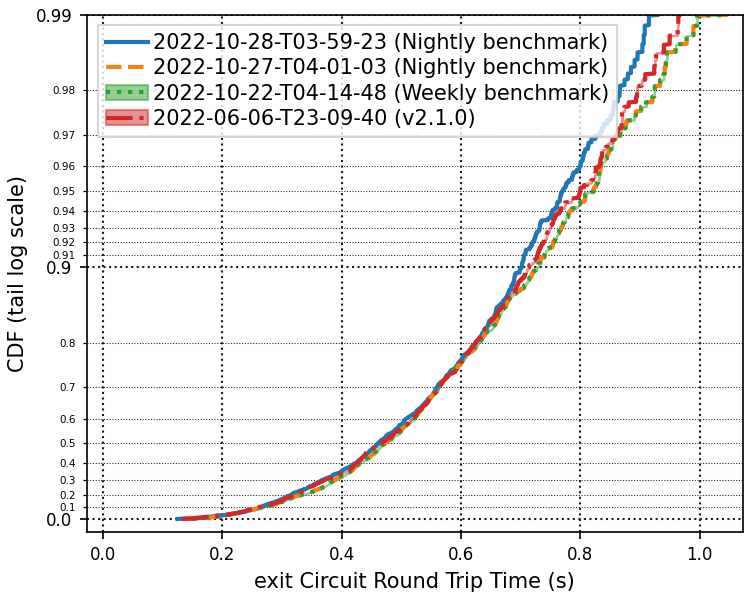 0.99
2022-10-28-T03-59-23 (Nightly benchmark)
2022-10-27-T04-01-03 (Nightly benchmark)
2022-10-22-T04-14-48 (Weekly benchmark)
2022-06-06-T23-09-40 (v2.1.0)
0.98
0.97
0.96
0.95
0.94
0.93
0.92
0.91
0.9
0.8
0.7
0.6
0.5
0.4
0.3
0.2
0.1
0.0
CDF (tail log scale)
0.0 0.2 0.4 0.6 0.8 1.0
exit Circuit Round Trip Time (s)